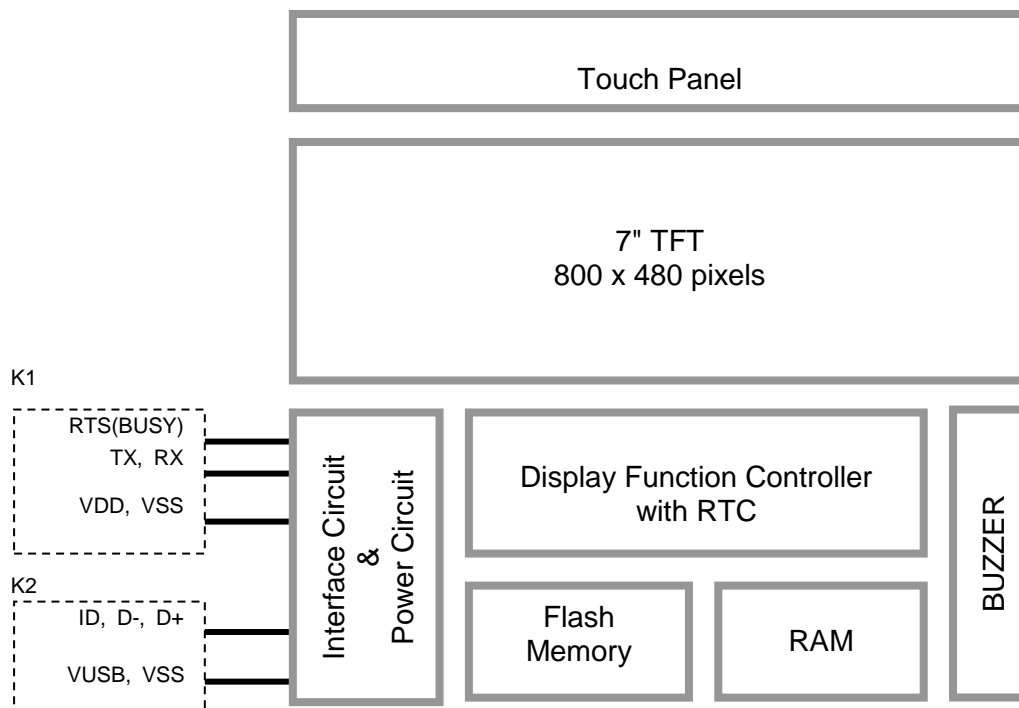 Touch Panel
7" TFT
800 x 480 pixels
K1
RTS(BUSY)
TX, RX
VDD, VSS
K2
ID, D-, D+
VUSB, VSS
Interface Circuit
&
Power Circuit
Display Function Controller
with RTC
Flash
Memory
RAM
BUZZER